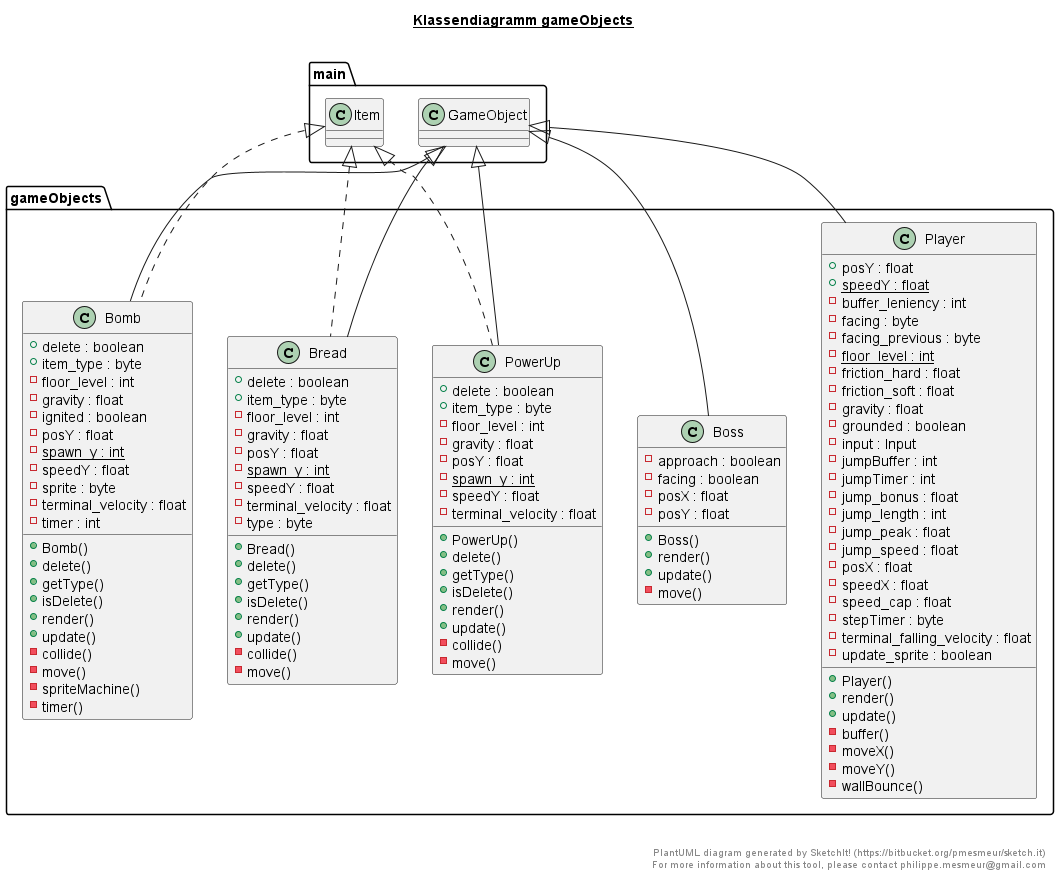 Klassendiagramm gameObjects
main
C Item
C GameObject
gameObjects
C Bomb
delete : boolean
item_type : byte
floor_level : int
gravity : float
ignited : boolean
posY : float
spawn_y : int
speedY : float
sprite : byte
terminal_velocity : float
timer : int
Bomb()
delete()
getType()
isDelete()
render()
update()
collide()
move()
spriteMachine()
timer()
C Bread
delete : boolean
item_type : byte
floor_level : int
gravity : float
posY : float
spawn_y : int
speedY : float
terminal_velocity : float
type : byte
Bread()
delete()
getType()
isDelete()
render()
update()
collide()
move()
C PowerUp
delete : boolean
item_type : byte
floor_level : int
gravity : float
posY : float
spawn_y : int
speedY : float
terminal_velocity : float
PowerUp()
delete()
getType()
isDelete()
render()
update()
collide()
move()
C Boss
approach : boolean
facing : boolean
posX : float
posY : float
Boss()
render()
update()
move()
C Player
posY : float
speedY : float
buffer_leniency : int
facing : byte
facing_previous : byte
floor_level : int
friction_hard : float
friction_soft : float
gravity : float
grounded : boolean
input : Input
jumpBuffer : int
jumpTimer : int
jump_bonus : float
jump_length : int
jump_peak : float
jump_speed : float
posX : float
speedX : float
speed_cap : float
stepTimer : byte
terminal_falling_velocity : float
update_sprite : boolean
Player()
render()
update()
buffer()
moveX()
moveY()
wallBounce()
PlantUML diagram generated by SketchIt! (https://bitbucket.org/pmesmeur/sketch.it)
For more information about this tool, please contact philippe.mesmeur@gmail.com